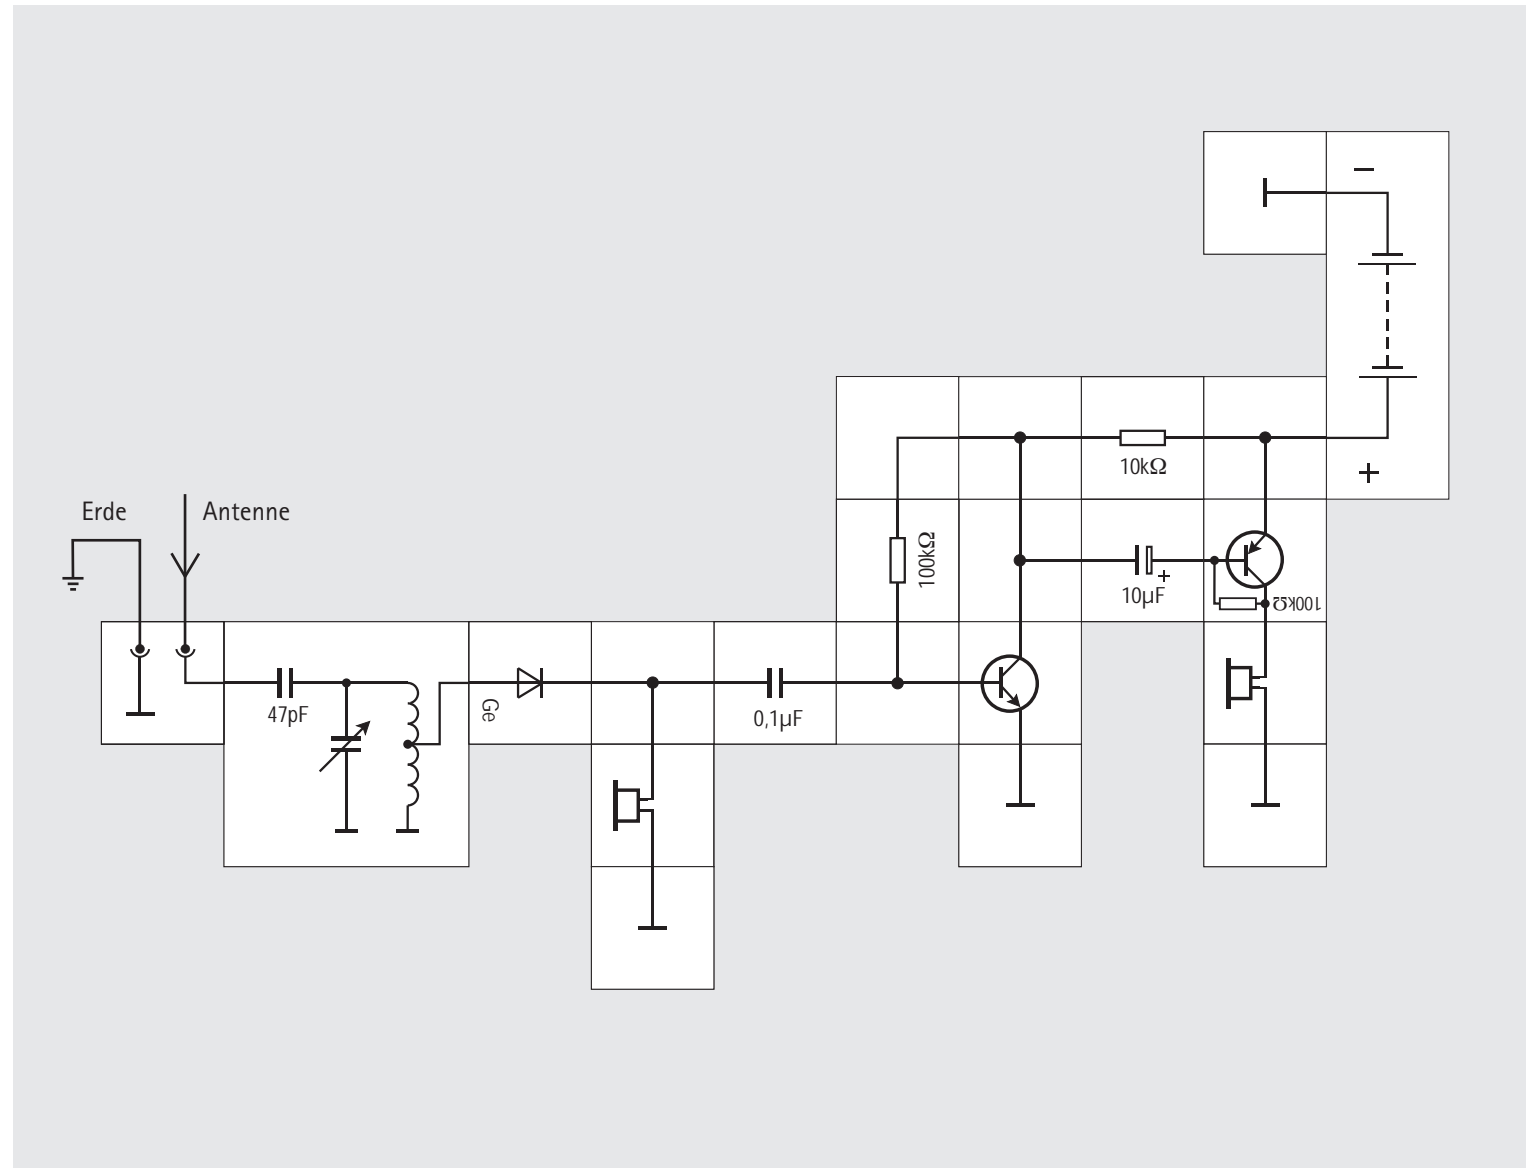 −
10kΩ
+
Erde
Antenne
100kΩ
10µF
+
100kΩ
47pF
Ge
0,1µF